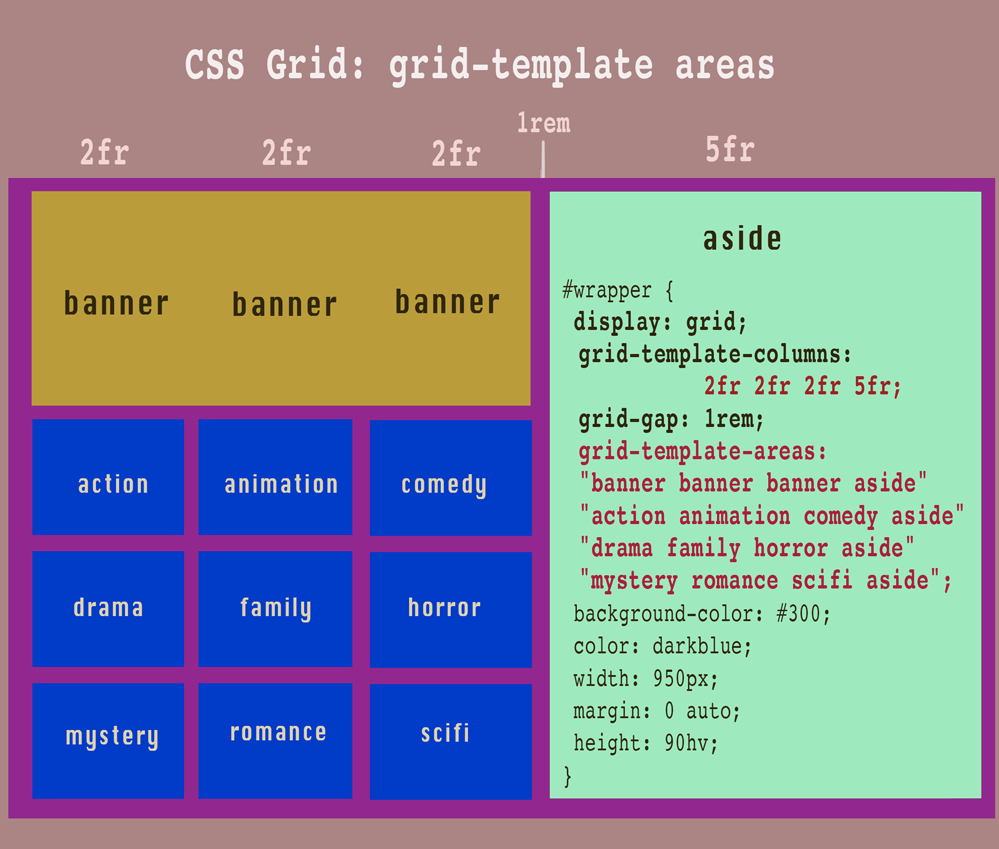 CSS Grid: grid-template areas
1rem
2fr 2fr 2fr 5fr
banner banner banner
action animation comedy
drama family horror
mystery romance scifi
aside
#wrapper {
display: grid;
grid-template-columns:
2fr 2fr 2fr 5fr;
grid-gap: 1rem;
grid-template-areas:
"banner banner banner aside"
"action animation comedy aside"
"drama family horror aside"
"mystery romance scifi aside";
background-color: #300;
color: darkblue;
width: 950px;
margin: 0 auto;
height: 90hv;
}